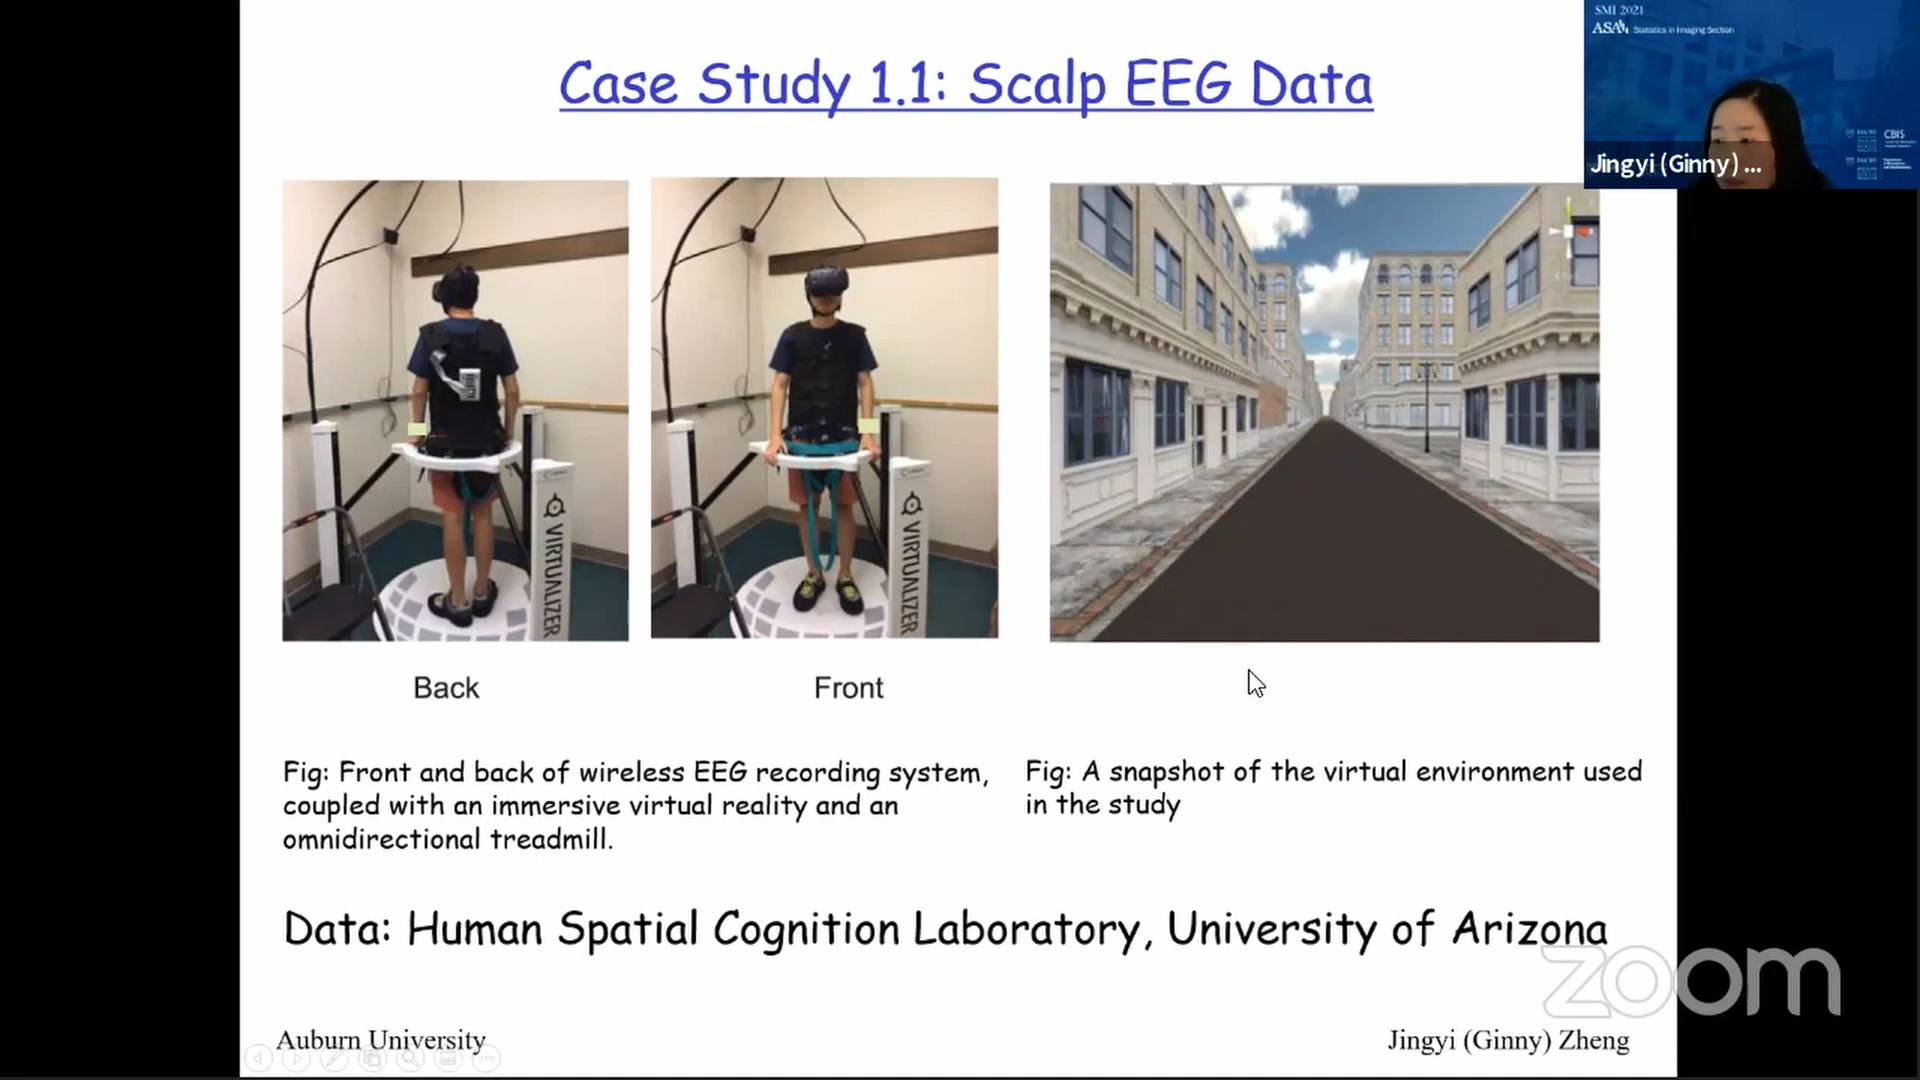 Case Study 1.1: Scalp EEG Data
SMI 2021
ASA Statistics in Imaging Section
CBIS
Jingyi (Ginny) ...
VIRTUALIZER
VIRTUALIZER
Back
Front
Fig: Front and back of wireless EEG recording system,
coupled with an immersive virtual reality and an
omnidirectional treadmill.
Fig: A snapshot of the virtual environment used
in the study
Data: Human Spatial Cognition Laboratory, University of Arizona
zoom
Auburn University
Jingyi (Ginny) Zheng